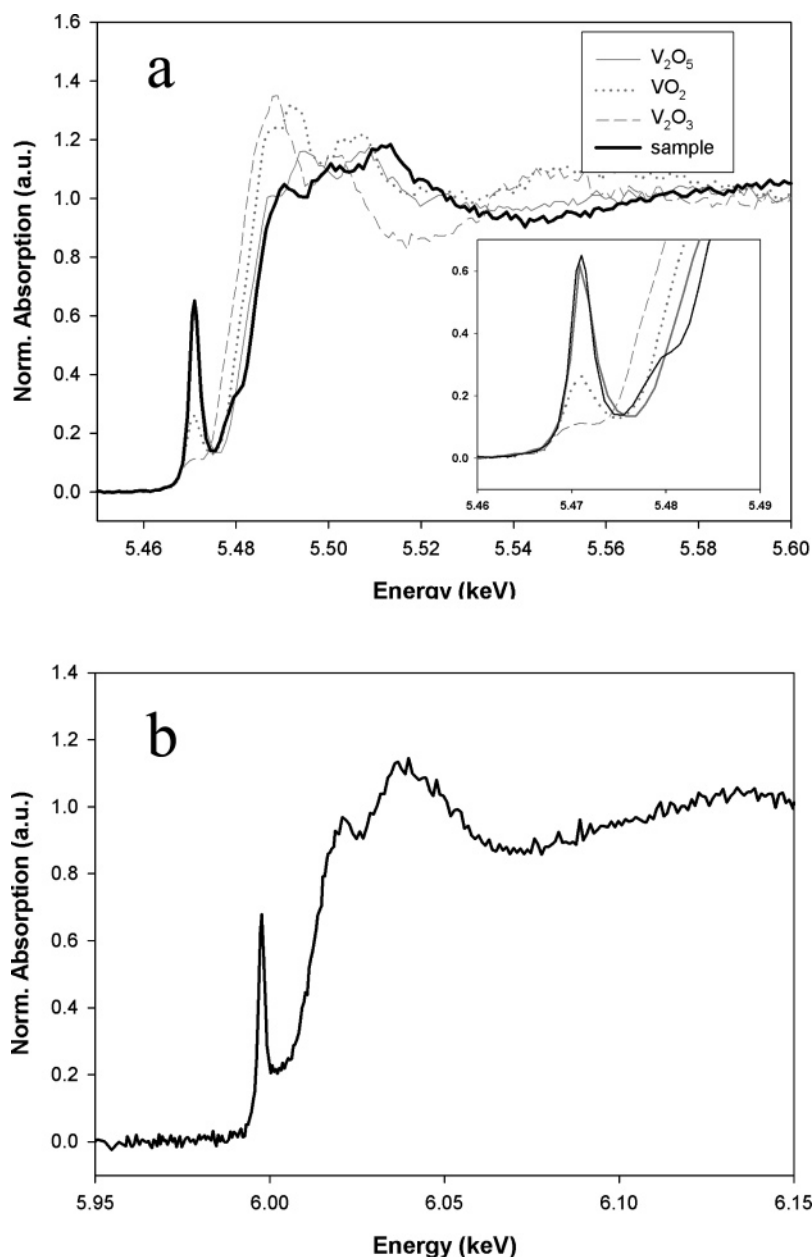 a
V₂O₅
VO₂
V₂O₃
sample
1.6
1.4
1.2
1.0
0.8
0.6
0.4
0.2
0.0
Norm. Absorption (a.u.)
0.6
0.4
0.2
0.0
5.46 5.47 5.48 5.49
5.46 5.48 5.50 5.52 5.54 5.56 5.58 5.60
Energy (keV)
b
1.4
1.2
1.0
0.8
0.6
0.4
0.2
0.0
Norm. Absorption (a.u.)
5.95 6.00 6.05 6.10 6.15
Energy (keV)